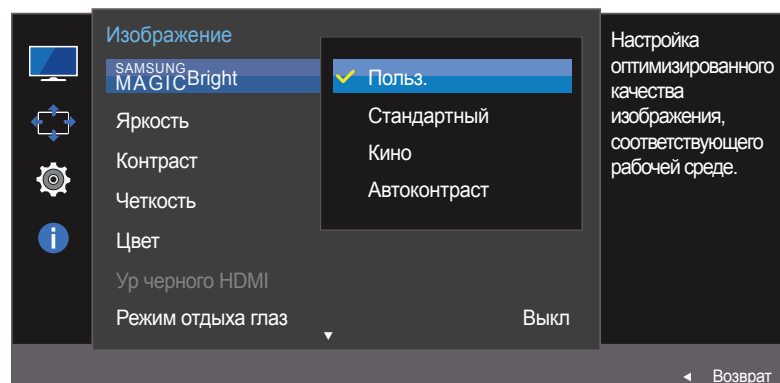 Изображение
SAMSUNG
MAGICBright
Яркость
Контраст
Четкость
Цвет
Ур черного HDMI
Режим отдыха глаз Выкл
Польз.
Стандартный
Кино
Автоконтраст
Настройка
оптимизированного
качества
изображения,
соответствующего
рабочей среде.
Возврат